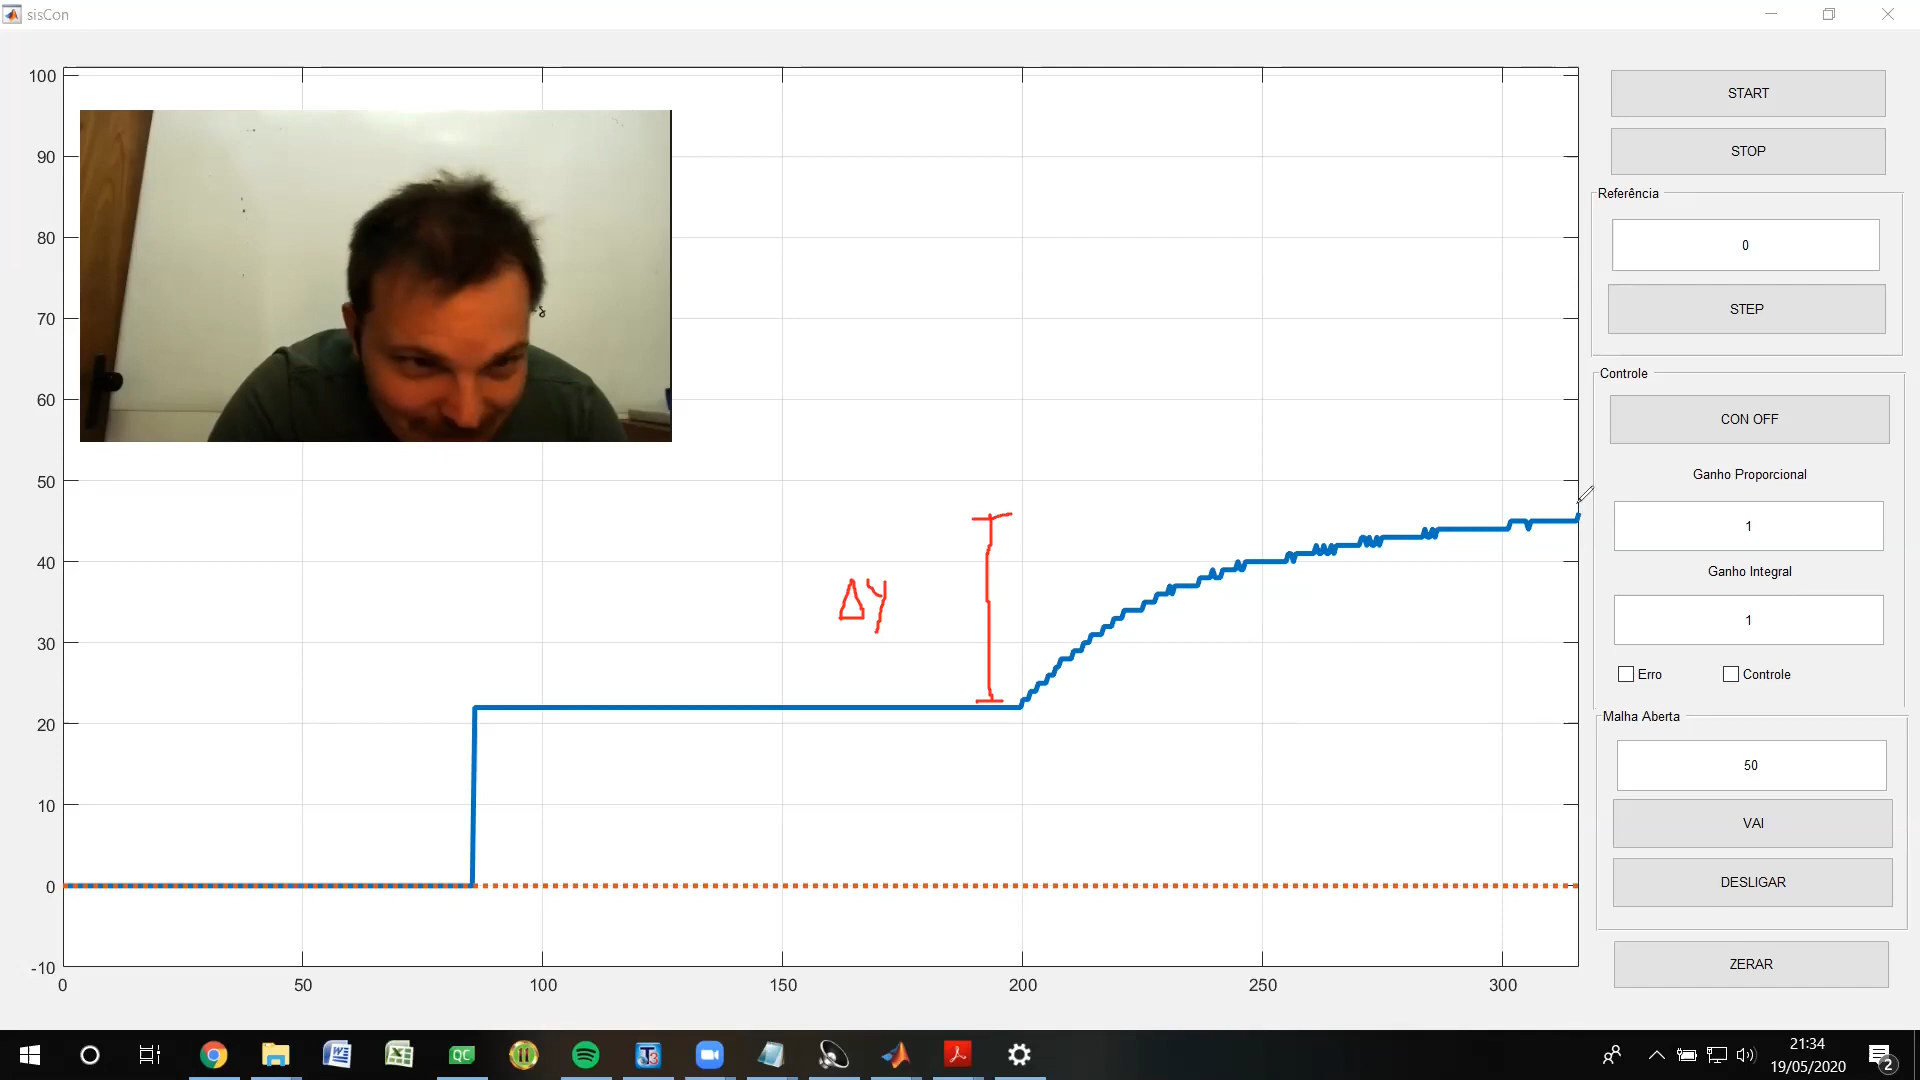 sisCon
100
90
80
70
60
50
40
30
20
10
0
-10
0 50 100 150 200 250 300
ΔY
START
STOP
Referência
0
STEP
Controle
CON OFF
Ganho Proporcional
1
Ganho Integral
1
Erro Controle
Malha Aberta
50
VAI
DESLIGAR
ZERAR
QC
21:34
19/05/2020
2